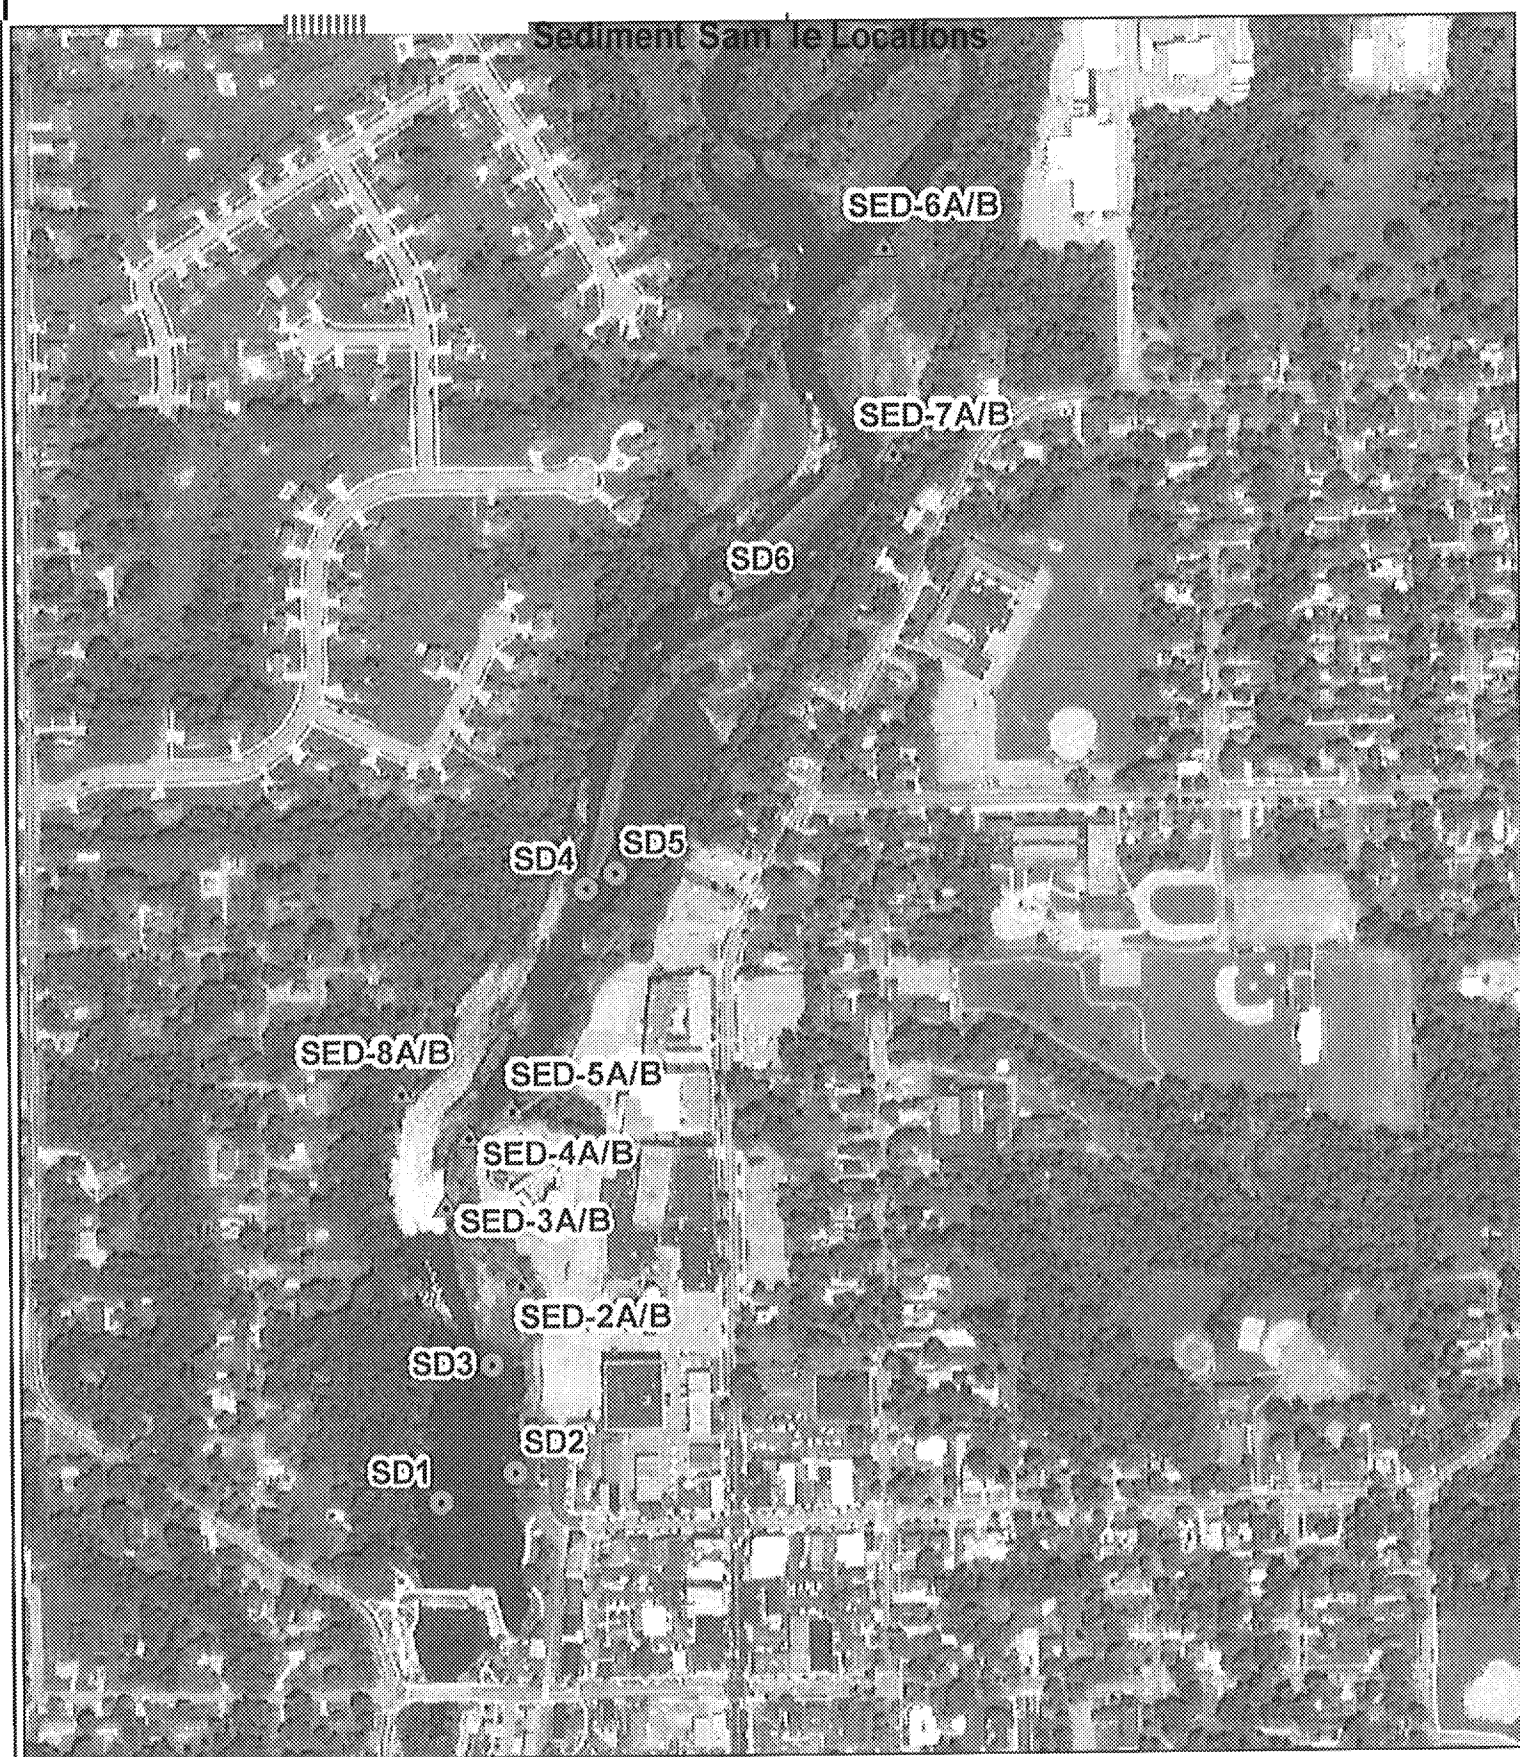 Sediment Sam le Locations
SED-6A/B
SED-7A/B
SD6
SD5
SD4
SED-8A/B
SED-5A/B
SED-4A/B
SED-3A/B
SED-2A/B
SD3
SD2
SD1